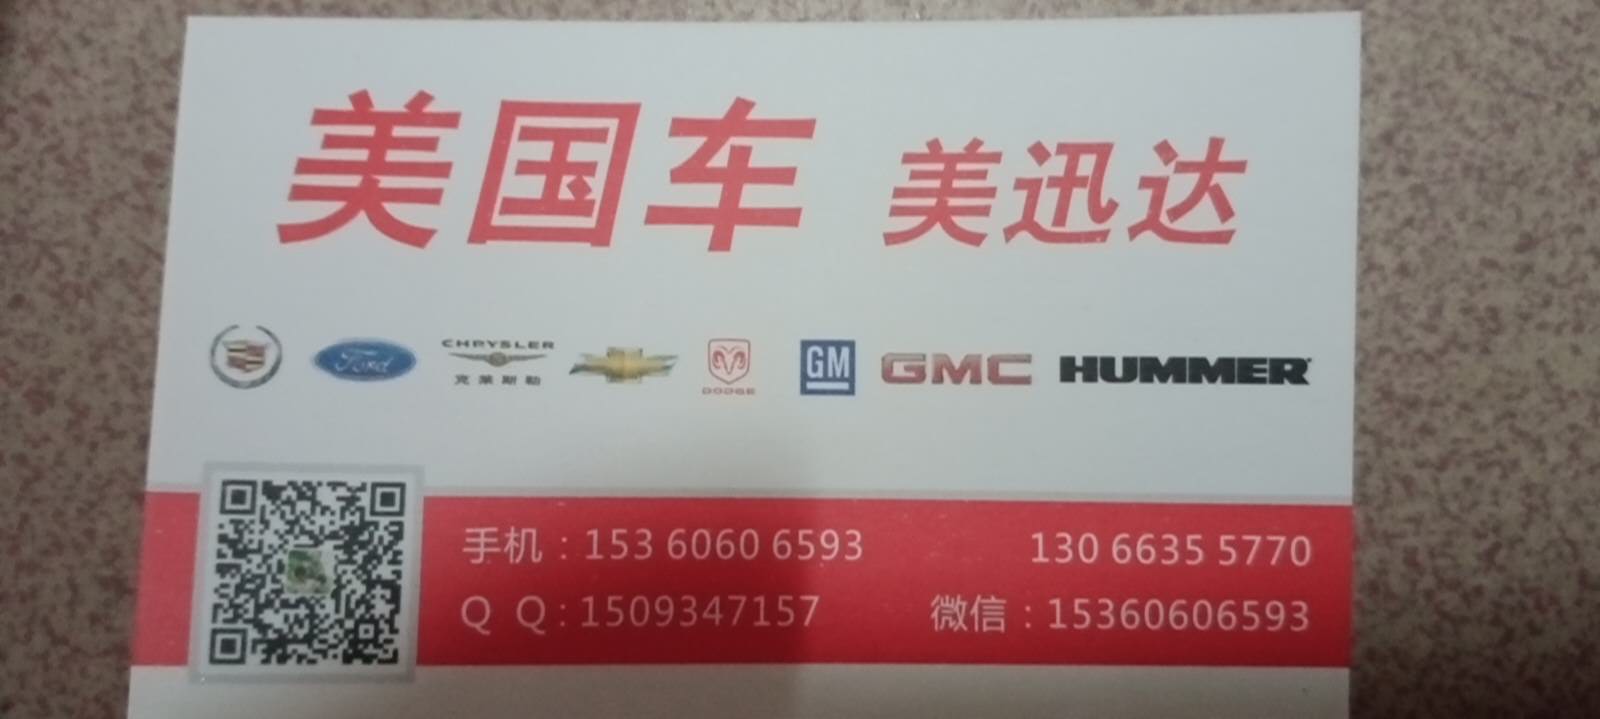 美国车 美迅达
Ford CHRYSLER 克莱斯勒 DODGE GM GMC HUMMER
手机：153 6060 6593 130 6635 5770
Q Q：1509347157 微信：15360606593